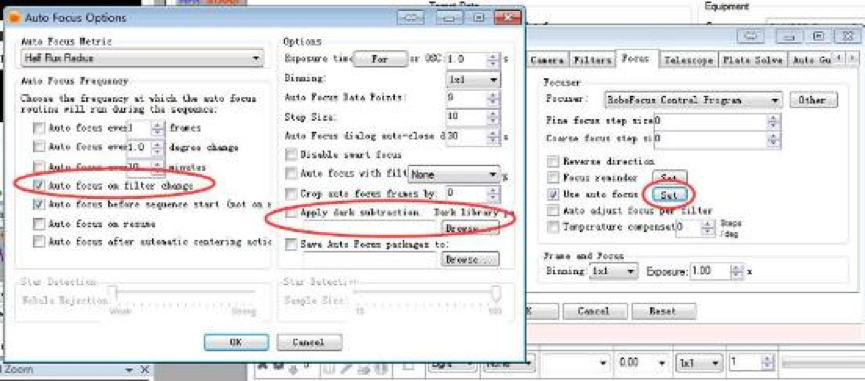 Equipment
Auto Focus Options
Auto Focus Metric
Half Flux Radius
Auto Focus Frequency
Choose the frequency at which the auto focus
routine will run during the sequence:
Auto focus ever 1 frames
Auto focus ever 1.0 degree change
Auto focus ever minutes
Auto focus on filter change
Auto focus before sequence start (not on
Auto focus on resume
Auto focus after automatic centering actio
Star Detection
Nebula Rejection
Weak Strong
Options
Exposure time For or OSC: 1.0 s
Binning: 1x1
Auto Focus Data Points: 9
Step Size: 10
Auto Focus dialog auto-close d 30 s
Disable smart focus
Auto focus with filt None
Crop auto focus frames by: 0 %
Apply dark subtraction. Dark library
Browse...
Save Auto Focus packages to:
Browse...
Star Detection
Sample Size:
15 100
OK Cancel
Camera Filters Focus Telescope Plate Solve Auto Gu
Focuser
Focuser: RoboFocus Control Program Other
Fine focus step size 0
Coarse focus step si 0
Reverse direction
Focus reminder Set
Use auto focus Set
Auto adjust focus per filter
Temperature compensat 0 Steps
/deg
Frame and Focus
Binning: 1x1 Exposure: 1.00 s
Cancel Reset
Zoom
Light None 0.00 1x1 1